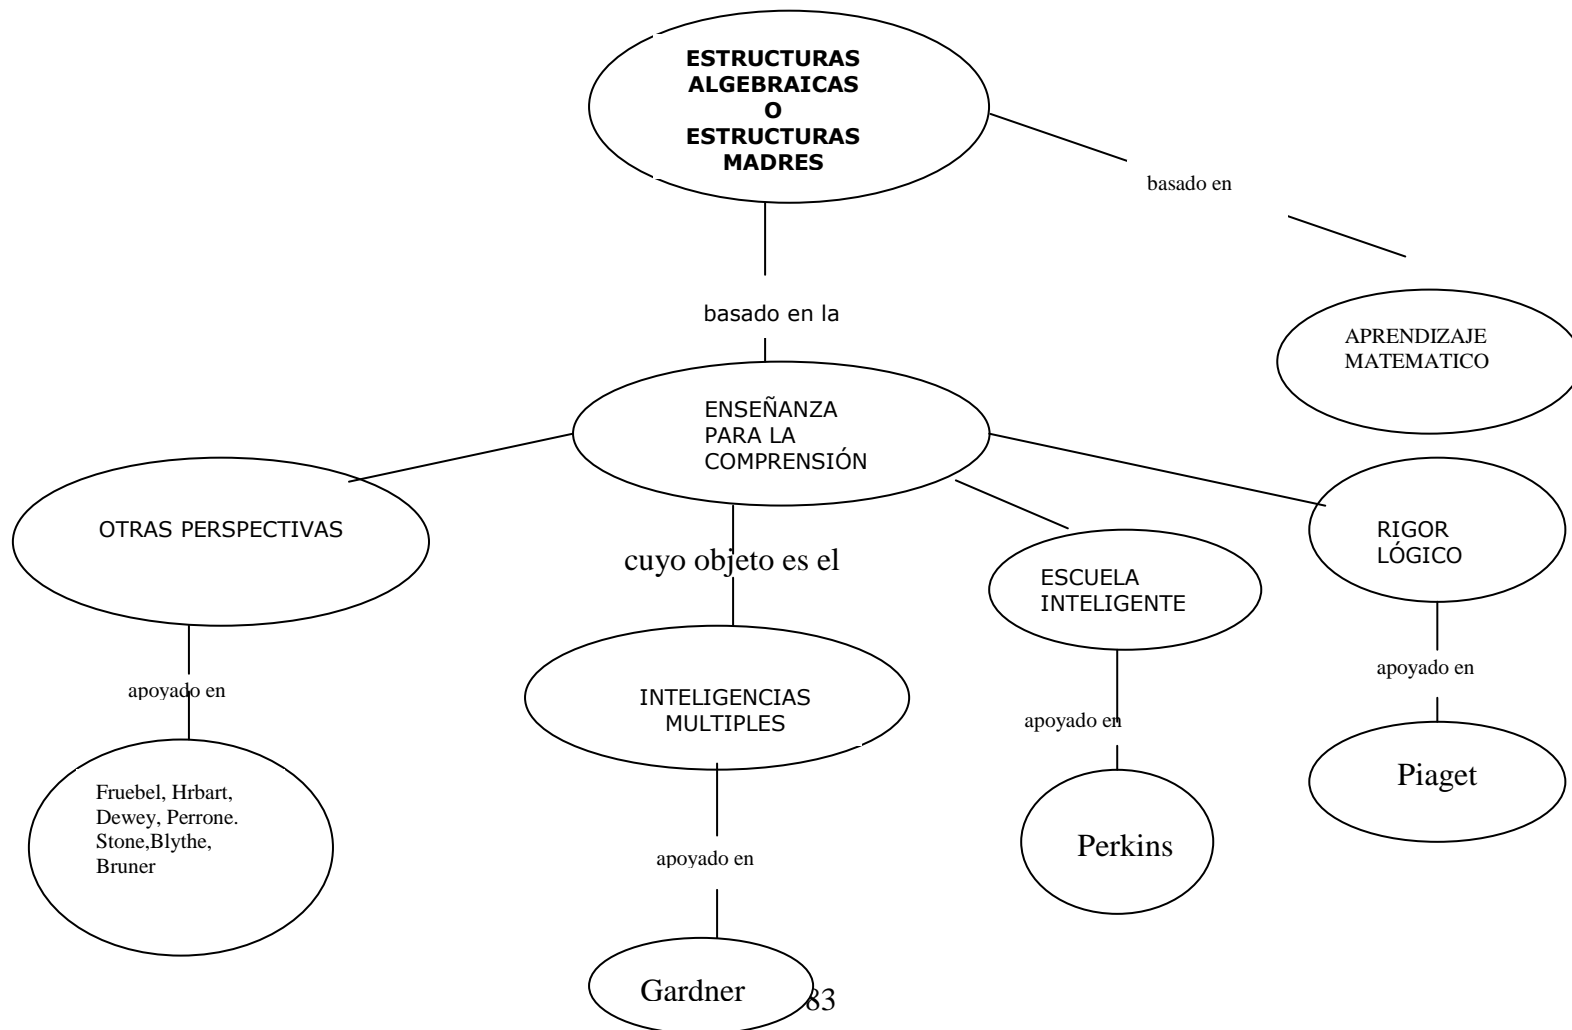 ESTRUCTURAS
ALGEBRAICAS
O
ESTRUCTURAS
MADRES
basado en
basado en la
APRENDIZAJE
MATEMATICO
ENSEÑANZA
PARA LA
COMPRENSIÓN
OTRAS PERSPECTIVAS
cuyo objeto es el
ESCUELA
INTELIGENTE
RIGOR
LÓGICO
apoyado en
INTELIGENCIAS
MULTIPLES
apoyado en
apoyado en
Fruebel, Hrbart,
Dewey, Perrone.
Stone,Blythe,
Bruner
apoyado en
Perkins
Piaget
Gardner
83